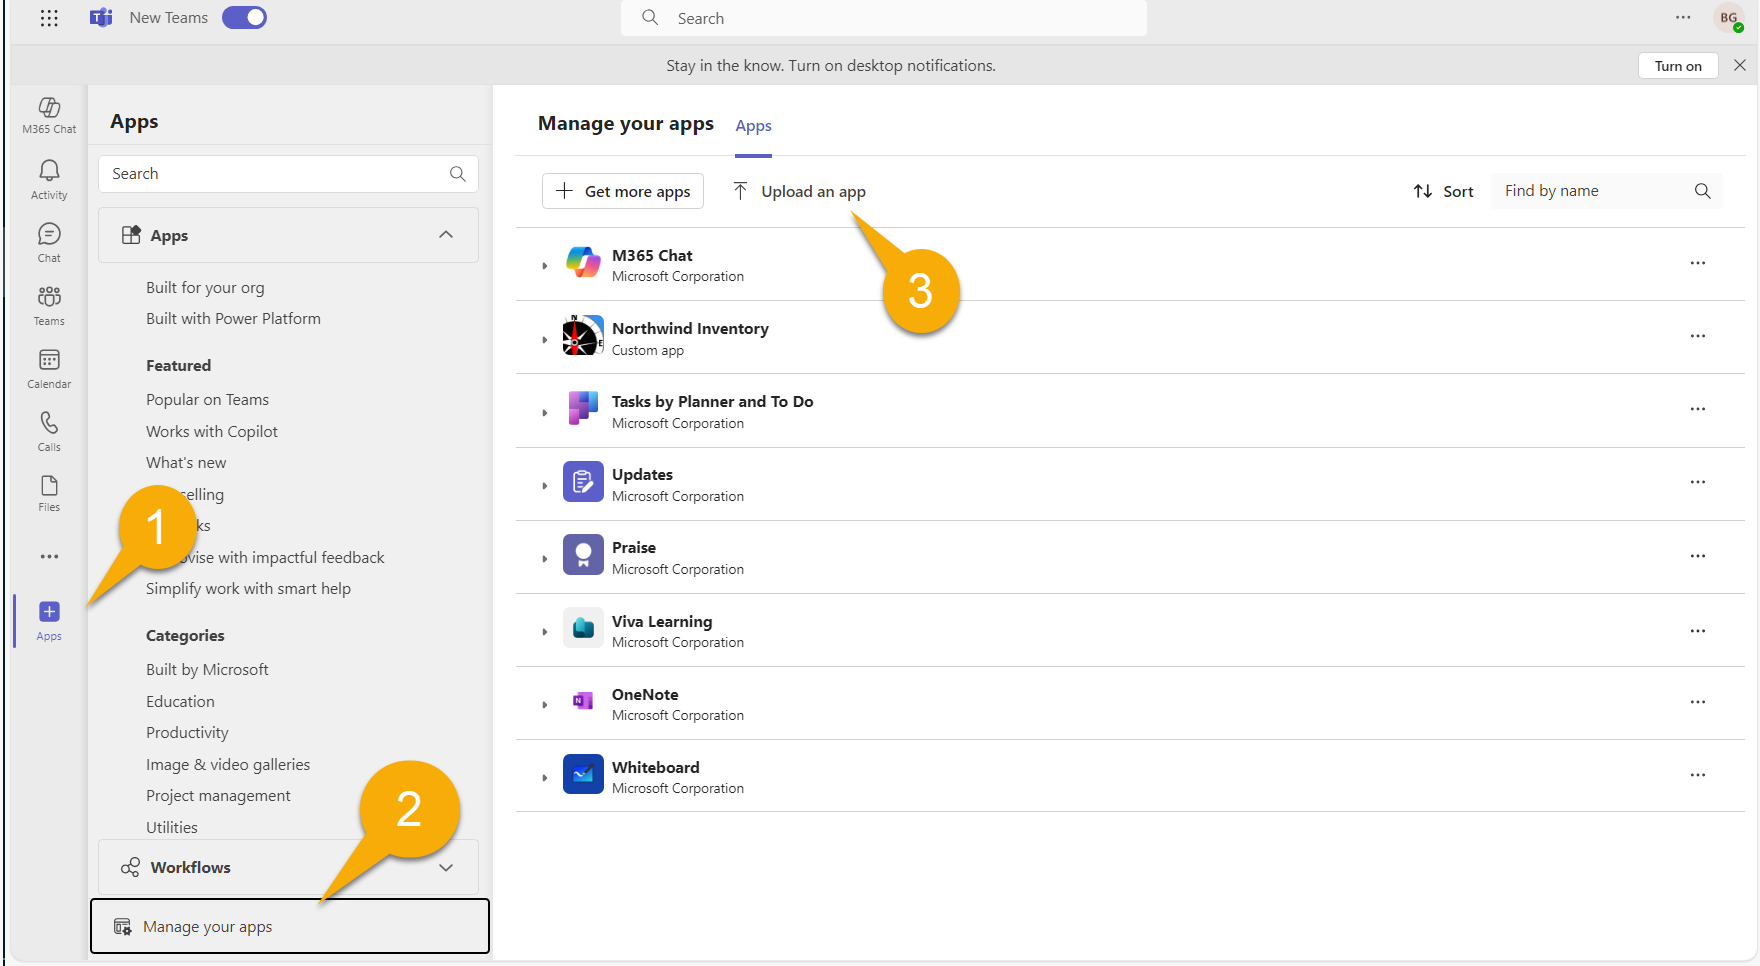 New Teams
Search
BG
Stay in the know. Turn on desktop notifications.
Turn on
M365 Chat
Activity
Chat
Teams
Calendar
Calls
Files
Apps
Apps
Search
Apps
Built for your org
Built with Power Platform
Featured
Popular on Teams
Works with Copilot
What's new
selling
ks
vise with impactful feedback
Simplify work with smart help
Categories
Built by Microsoft
Education
Productivity
Image & video galleries
Project management
Utilities
Workflows
Manage your apps
1
2
Manage your apps
Apps
Get more apps
Upload an app
Sort
Find by name
3
M365 Chat
Microsoft Corporation
N
E
Northwind Inventory
Custom app
Tasks by Planner and To Do
Microsoft Corporation
Updates
Microsoft Corporation
Praise
Microsoft Corporation
Viva Learning
Microsoft Corporation
N
OneNote
Microsoft Corporation
Whiteboard
Microsoft Corporation